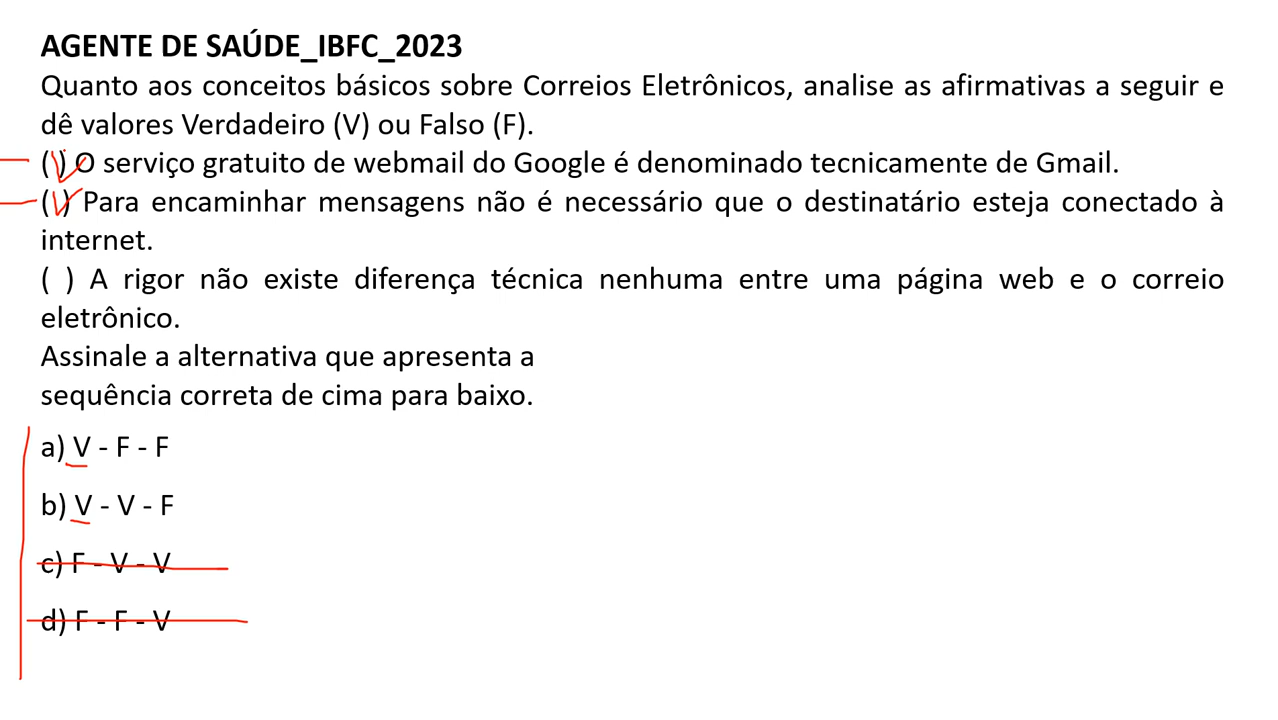 AGENTE DE SAÚDE_IBFC_2023
Quanto aos conceitos básicos sobre Correios Eletrônicos, analise as afirmativas a seguir e
dê valores Verdadeiro (V) ou Falso (F).
(V) O serviço gratuito de webmail do Google é denominado tecnicamente de Gmail.
(V) Para encaminhar mensagens não é necessário que o destinatário esteja conectado à
internet.
( ) A rigor não existe diferença técnica nenhuma entre uma página web e o correio
eletrônico.
Assinale a alternativa que apresenta a
sequência correta de cima para baixo.
a) V - F - F
b) V - V - F
c) F - V - V
d) F - F - V